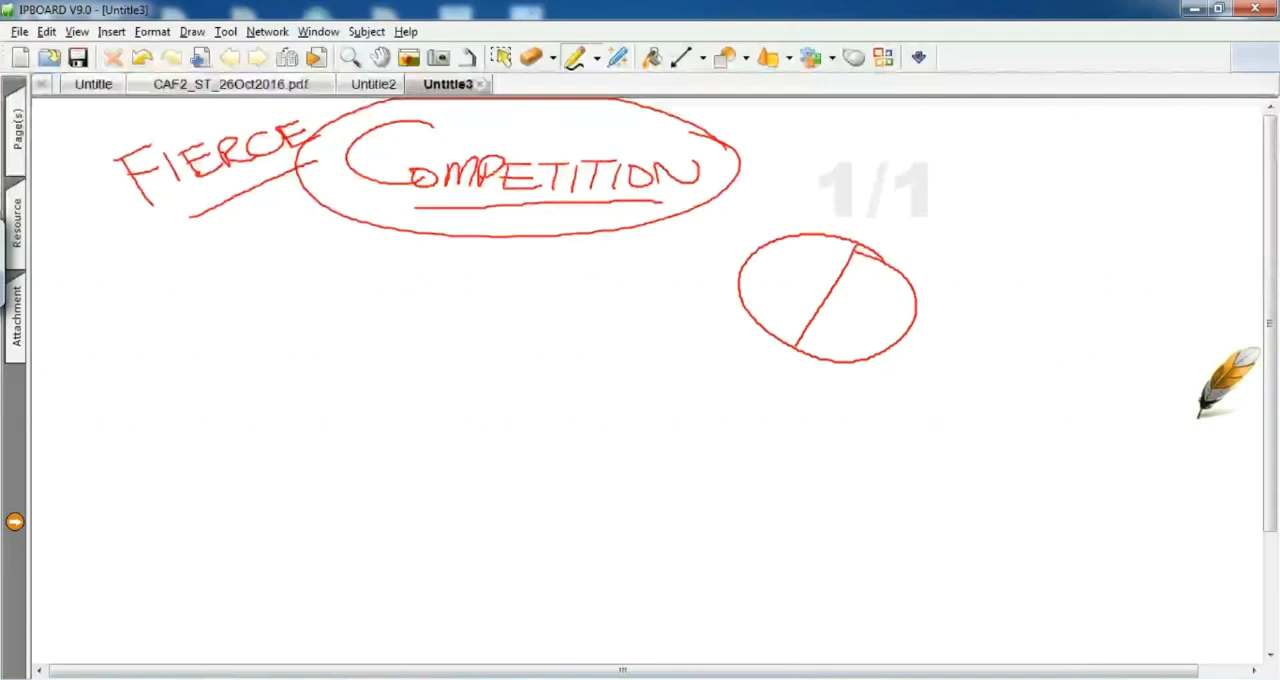 IPBOARD V9.0 - [Untitle3]
File Edit View Insert Format Draw Tool Network Window Subject Help
Untitle CAF2_ST_26Oct2016.pdf Untitle2 Untitle3
Page(s)
Resource
Attachment
FIERCE COMPETITION
1/1